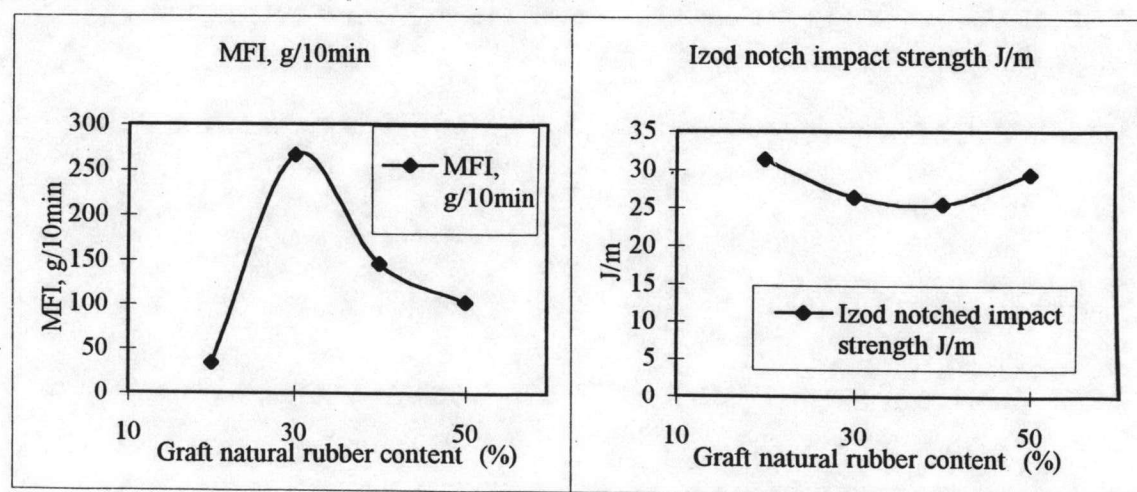 MFI, g/10min
300
250
200
150
100
50
0
MFI, g/10min
MFI,
g/10min
10 30 50
Graft natural rubber content (%)
Izod notch impact strength J/m
35
30
25
20
15
10
5
0
J/m
Izod notched impact
strength J/m
10 30 50
Graft natural rubber content (%)